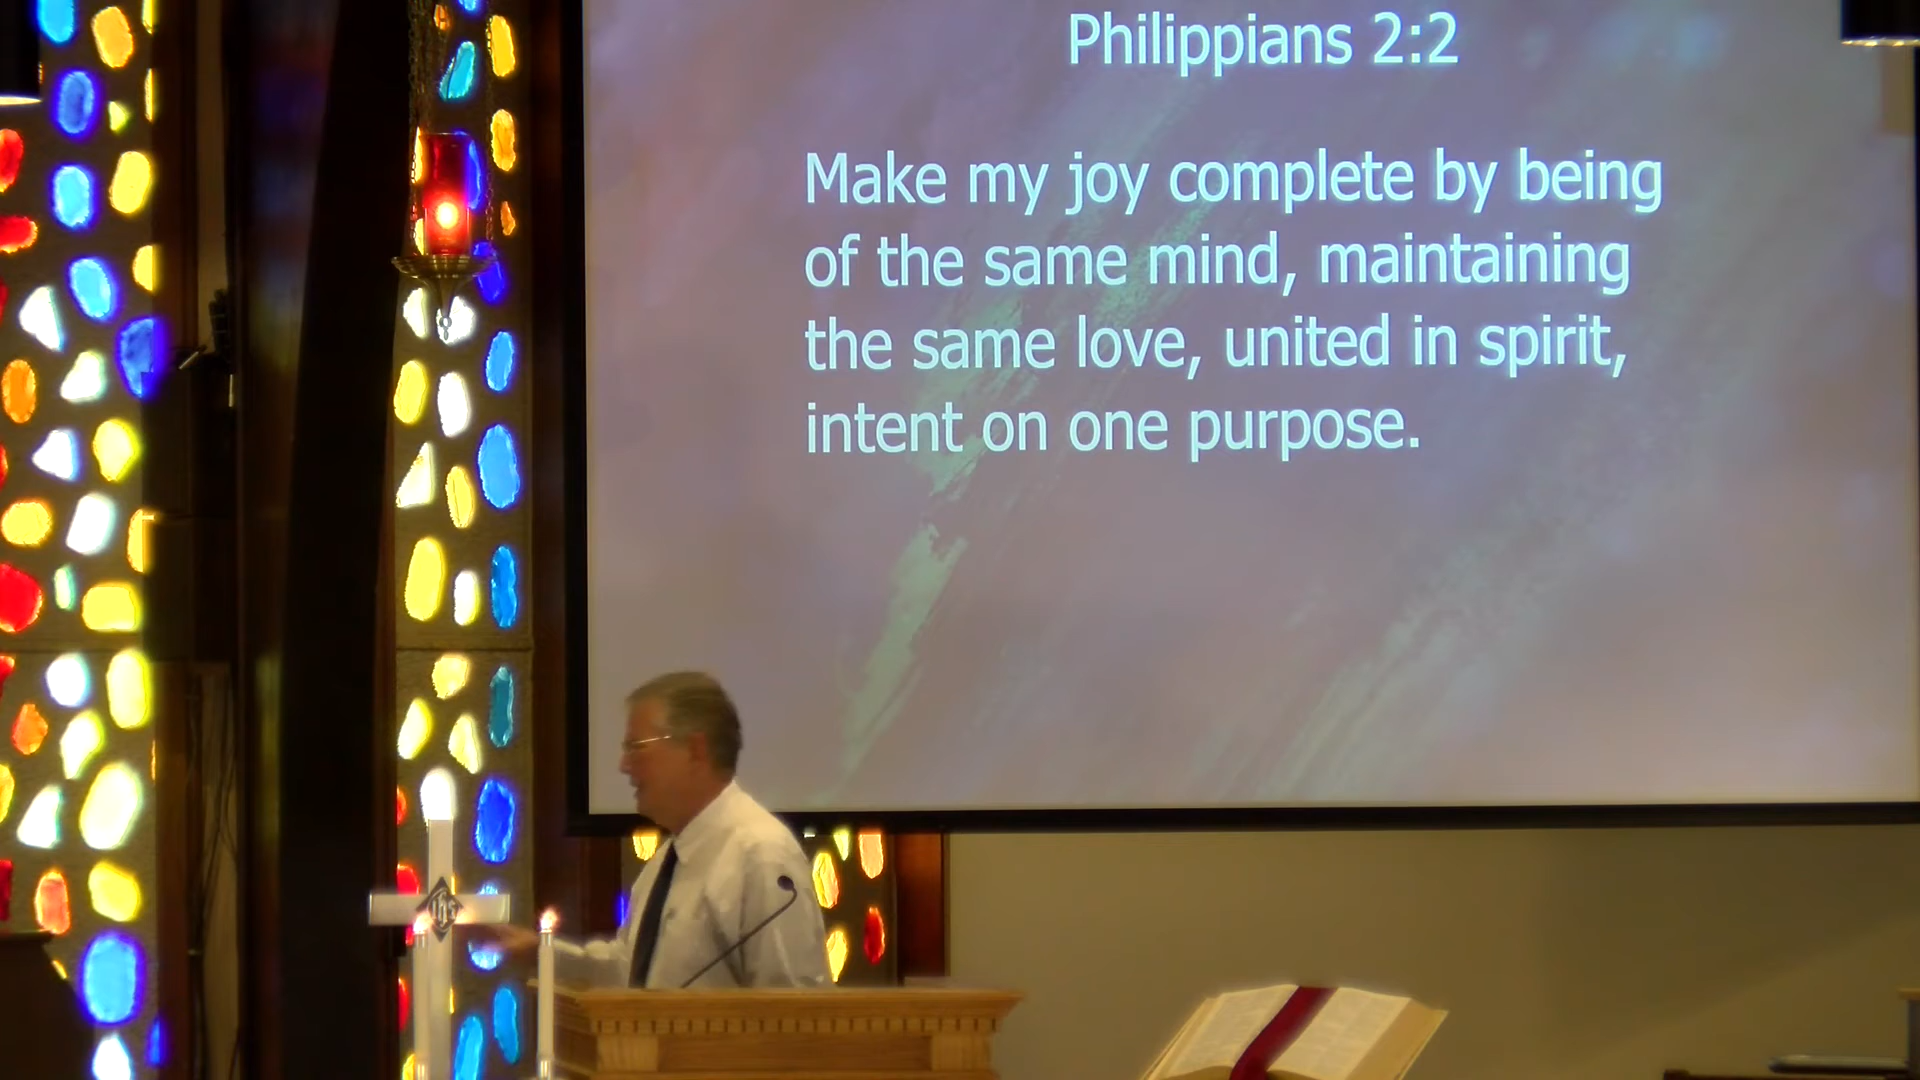 Philippians 2:2
Make my joy complete by being
of the same mind, maintaining
the same love, united in spirit,
intent on one purpose.
IHS